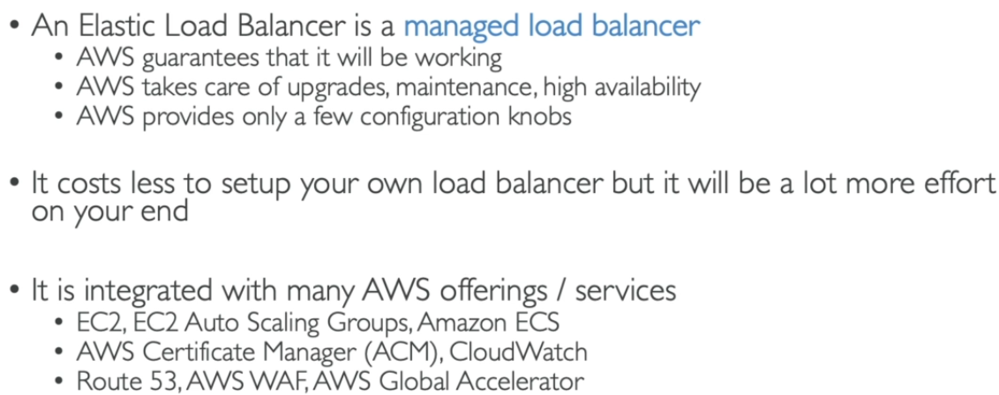 • An Elastic Load Balancer is a managed load balancer
• AWS guarantees that it will be working
• AWS takes care of upgrades, maintenance, high availability
• AWS provides only a few configuration knobs
• It costs less to setup your own load balancer but it will be a lot more effort
on your end
• It is integrated with many AWS offerings / services
• EC2, EC2 Auto Scaling Groups, Amazon ECS
• AWS Certificate Manager (ACM), CloudWatch
• Route 53, AWS WAF, AWS Global Accelerator